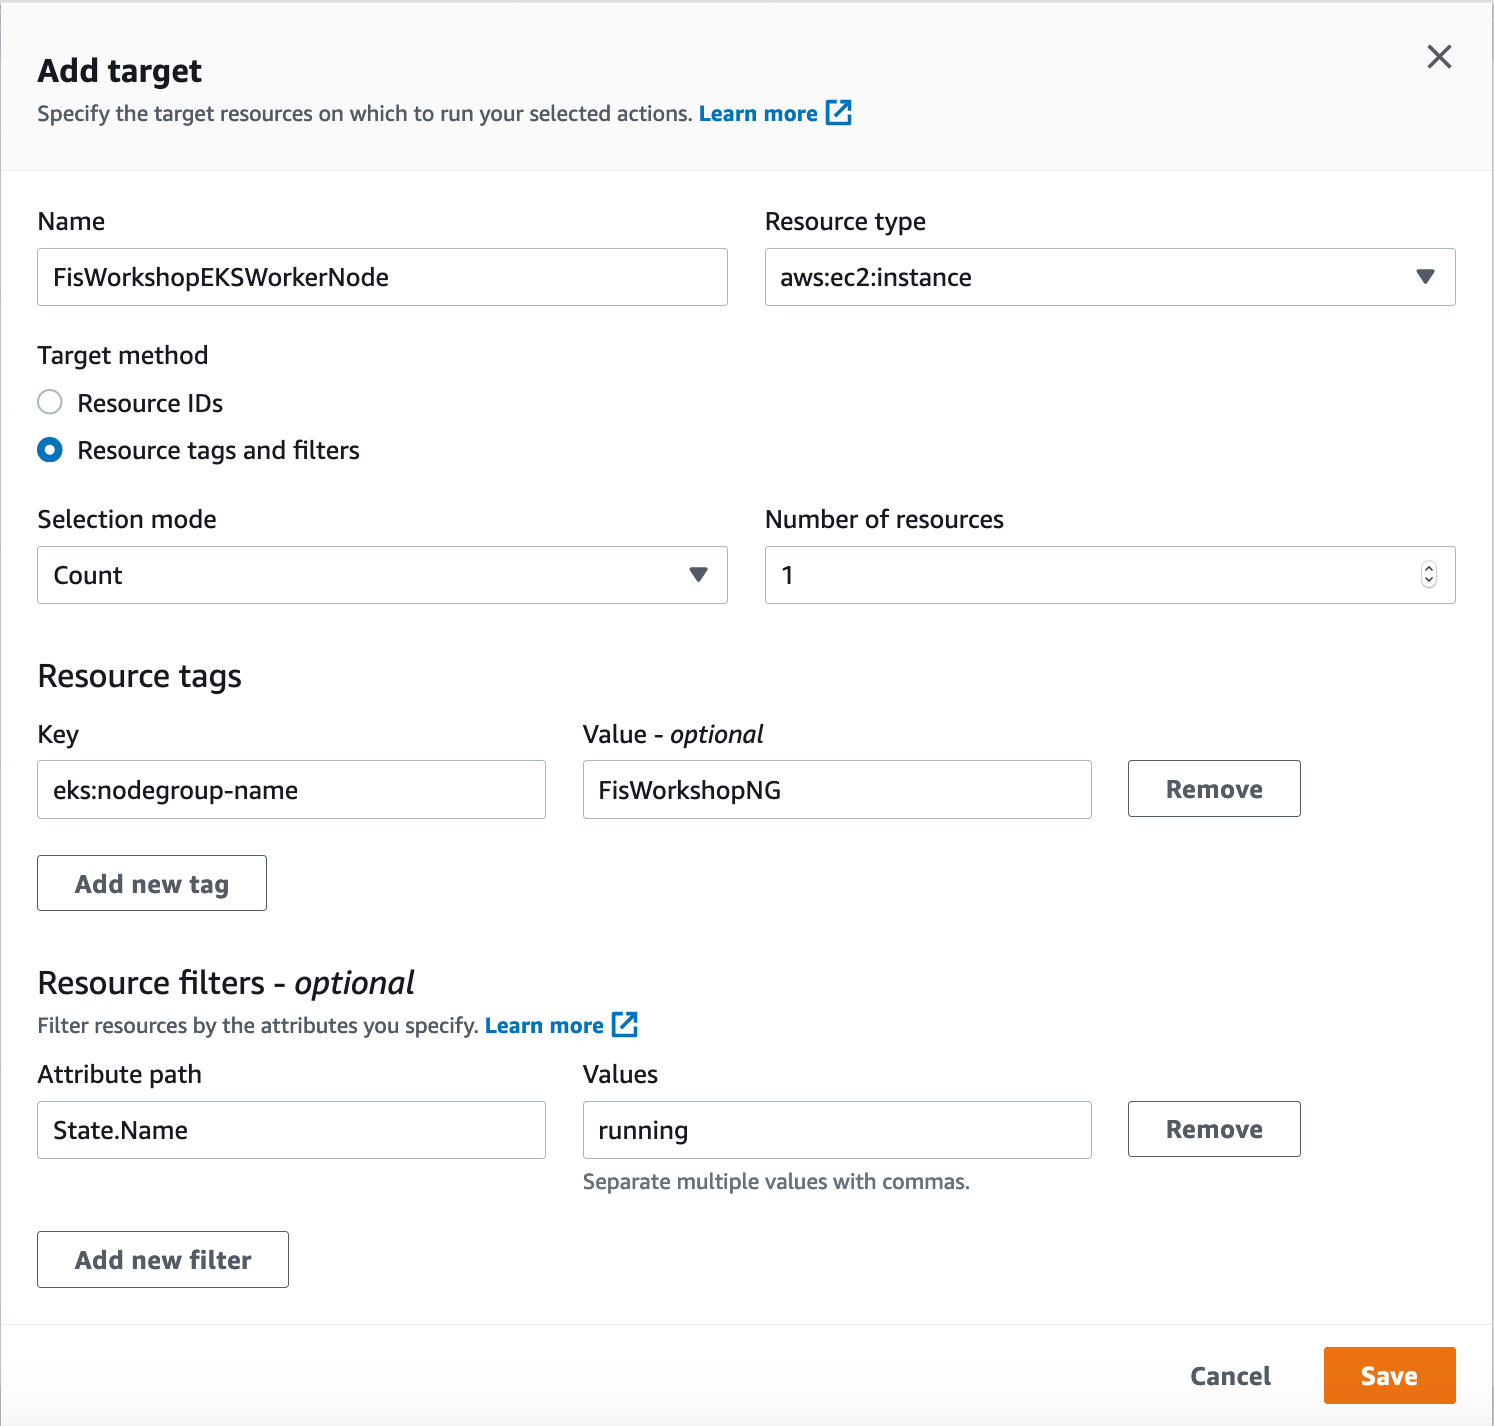 Add target
Specify the target resources on which to run your selected actions. Learn more
Name
Resource type
FisWorkshopEKSWorkerNode
aws:ec2:instance
Target method
Resource IDs
Resource tags and filters
Selection mode
Number of resources
Count
1
Resource tags
Key
Value - optional
eks:nodegroup-name
FisWorkshopNG
Remove
Add new tag
Resource filters - optional
Filter resources by the attributes you specify. Learn more
Attribute path
Values
State.Name
running
Remove
Separate multiple values with commas.
Add new filter
Cancel
Save